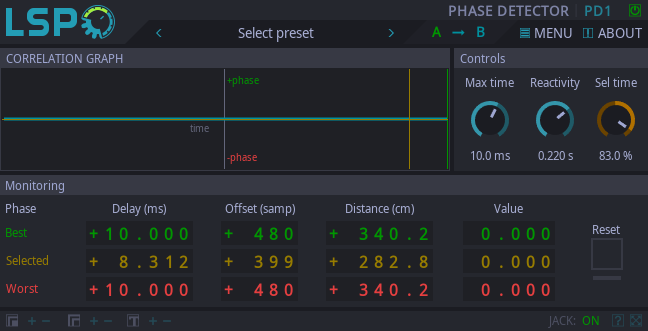 LSP
PHASE DETECTOR PD1
Select preset A → B MENU ABOUT
CORRELATION GRAPH
+phase
time
-phase
Controls
Max time Reactivity Sel time
10.0 ms 0.220 s 83.0 %
Monitoring
Phase Delay (ms) Offset (samp) Distance (cm) Value
Best +10.000 + 480 + 340.2 0.000
Selected + 8.312 + 399 + 282.8 0.000
Worst +10.000 + 480 + 340.2 0.000
Reset
JACK: ON